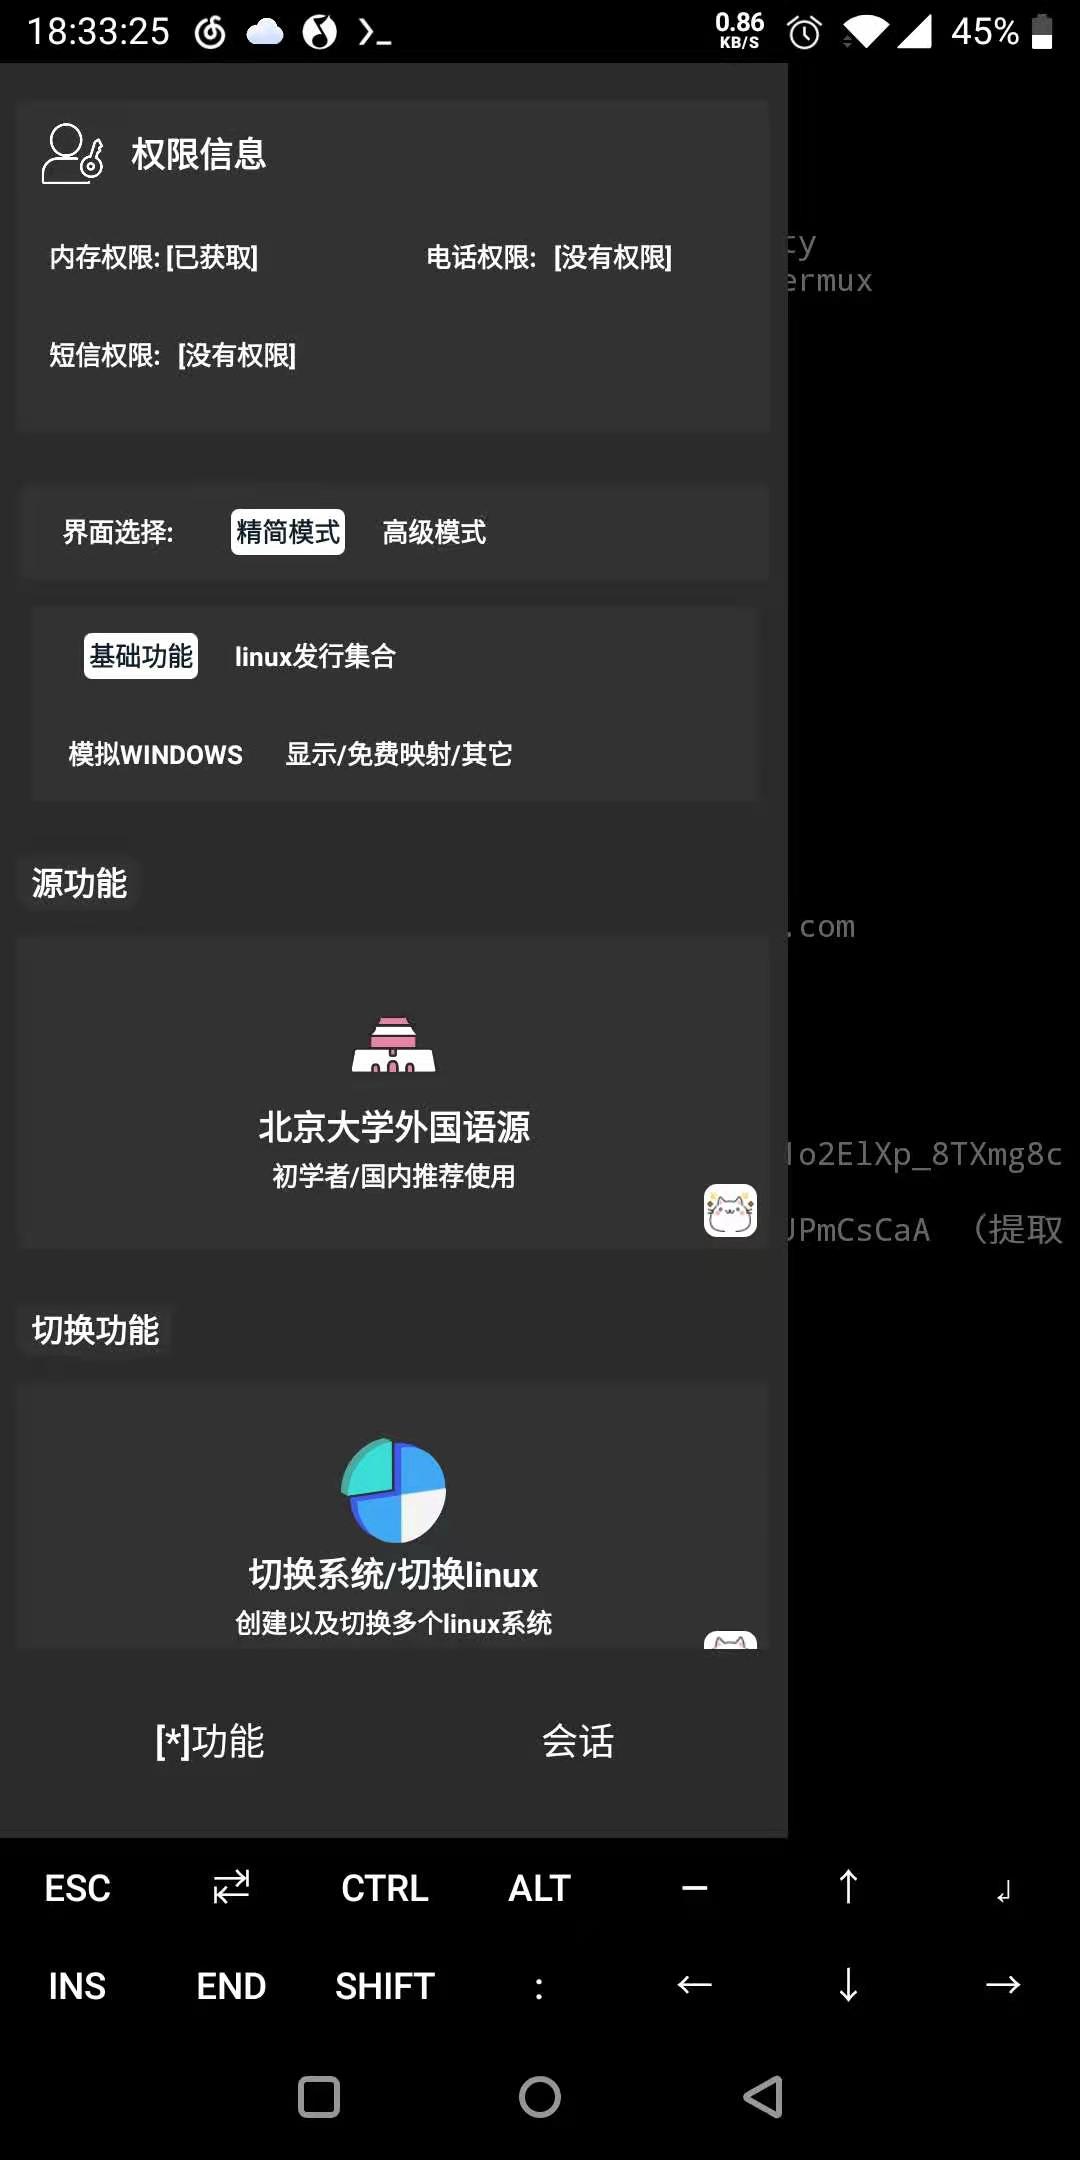 18:33:25 0.86 KB/S 45%
权限信息
ty
内存权限: [已获取] 电话权限: [没有权限]
ermux
短信权限: [没有权限]
界面选择: 精简模式 高级模式
基础功能 linux发行集合
模拟WINDOWS 显示/免费映射/其它
源功能
.com
北京大学外国语源
初学者/国内推荐使用
o2ElXp_8TXmg8c
PmCsCaA （提取
切换功能
切换系统/切换linux
创建以及切换多个linux系统
[*]功能 会话
ESC ⇄ CTRL ALT — ↑ ↲
INS END SHIFT : ← ↓ →